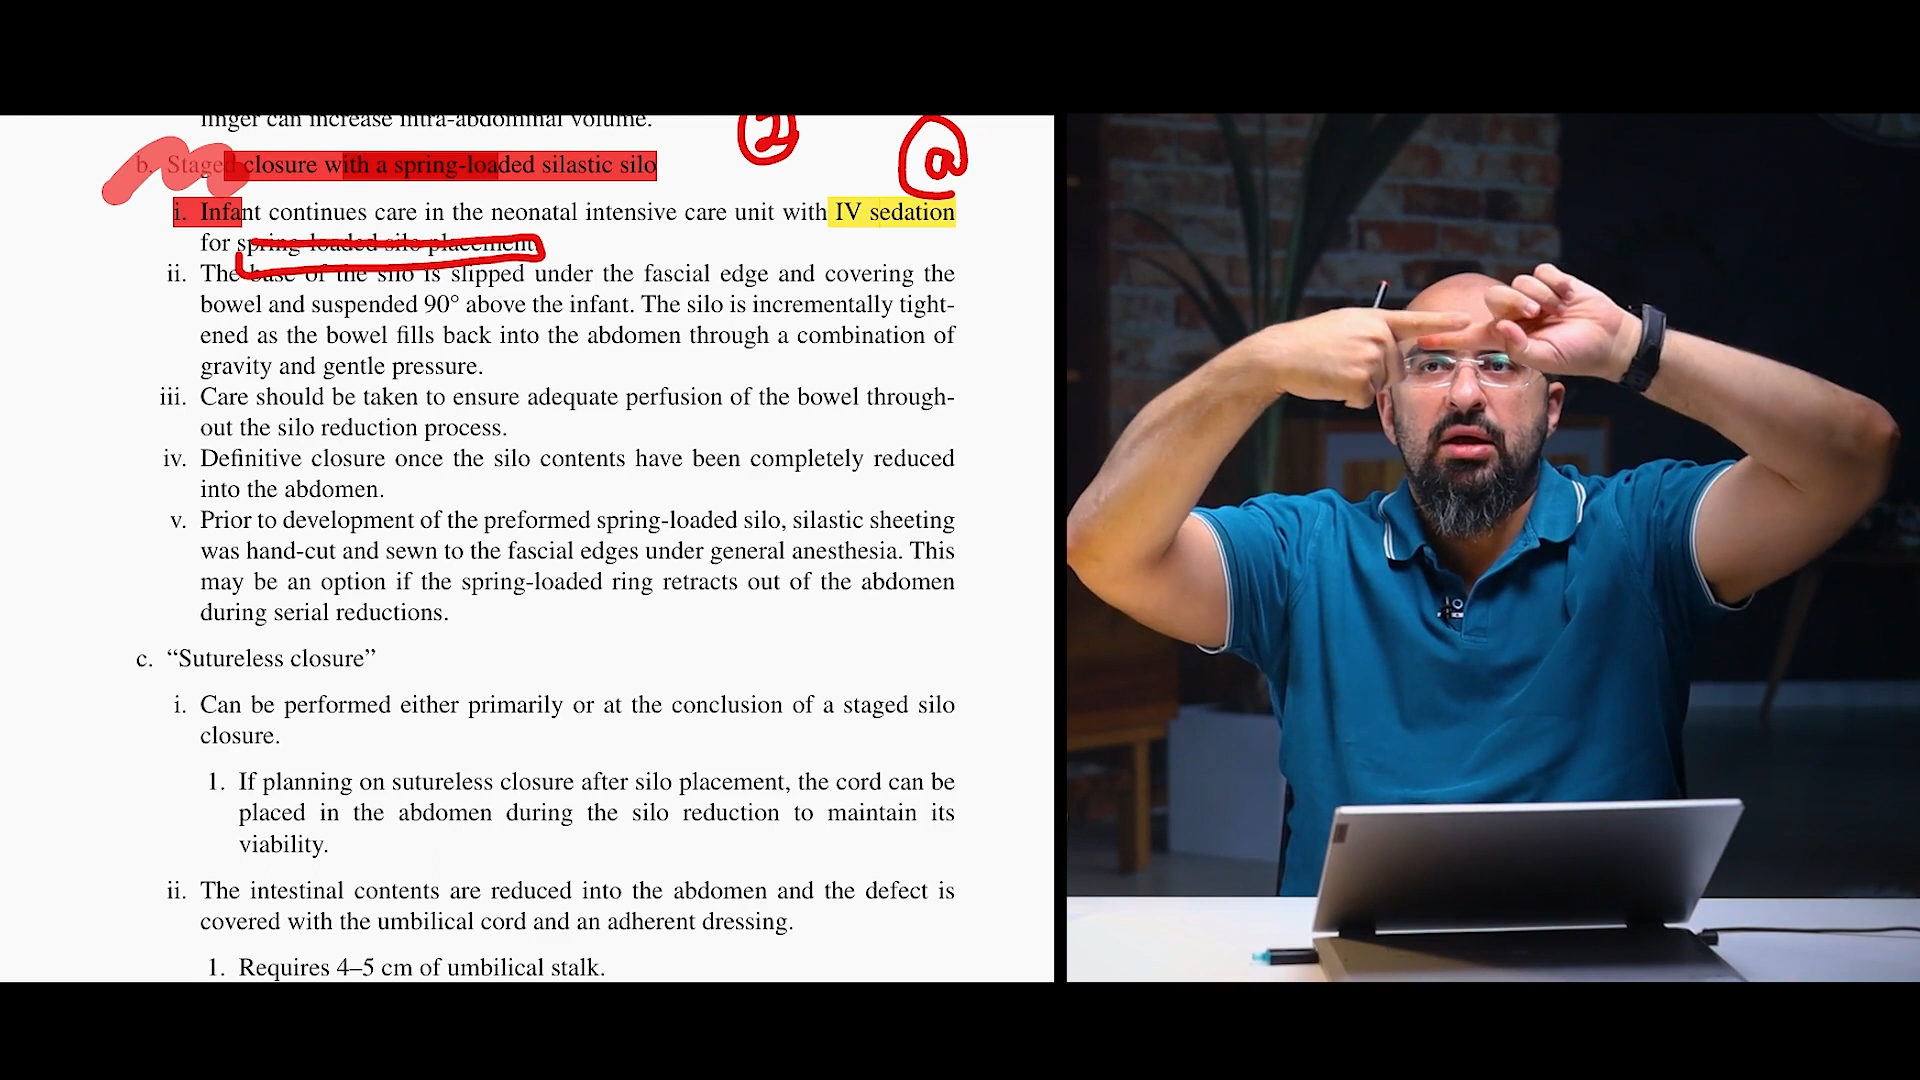 finger can increase intra-abdominal volume.
2
a
b. Staged closure with a spring-loaded silastic silo
i. Infant continues care in the neonatal intensive care unit with IV sedation
for spring-loaded silo placement.
ii. The base of the silo is slipped under the fascial edge and covering the
bowel and suspended 90° above the infant. The silo is incrementally tight-
ened as the bowel fills back into the abdomen through a combination of
gravity and gentle pressure.
iii. Care should be taken to ensure adequate perfusion of the bowel through-
out the silo reduction process.
iv. Definitive closure once the silo contents have been completely reduced
into the abdomen.
v. Prior to development of the preformed spring-loaded silo, silastic sheeting
was hand-cut and sewn to the fascial edges under general anesthesia. This
may be an option if the spring-loaded ring retracts out of the abdomen
during serial reductions.
c. “Sutureless closure”
i. Can be performed either primarily or at the conclusion of a staged silo
closure.
1. If planning on sutureless closure after silo placement, the cord can be
placed in the abdomen during the silo reduction to maintain its
viability.
ii. The intestinal contents are reduced into the abdomen and the defect is
covered with the umbilical cord and an adherent dressing.
1. Requires 4–5 cm of umbilical stalk.